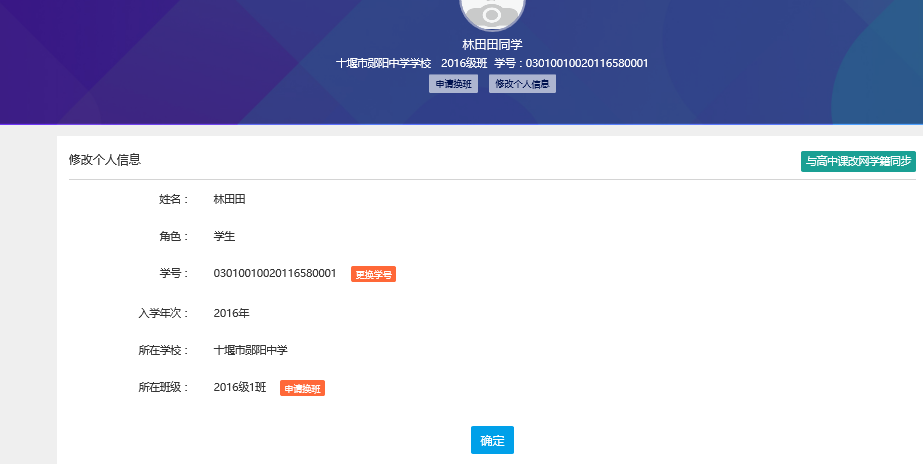 林田田同学
十堰市郧阳中学学校 2016级班 学号：03010010020116580001
申请换班 修改个人信息
修改个人信息 与高中课改网学籍同步
姓名： 林田田
角色： 学生
学号： 03010010020116580001 更换学号
入学年次： 2016年
所在学校： 十堰市郧阳中学
所在班级： 2016级1班 申请换班
确定